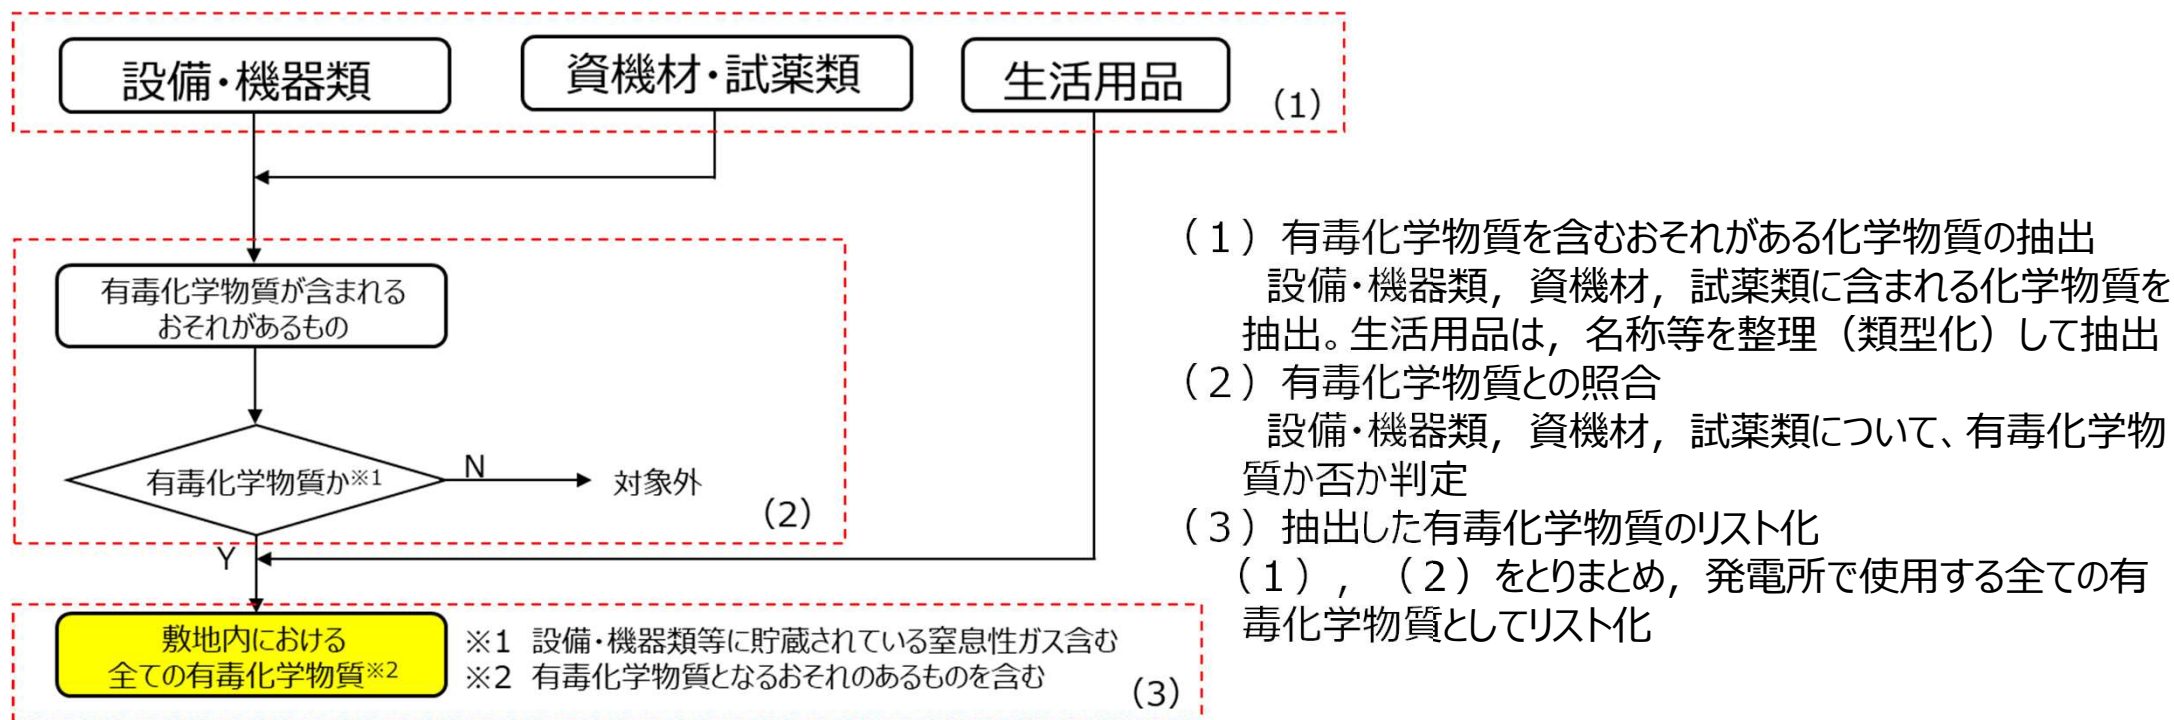 設備・機器類
資機材・試薬類
生活用品
(1)
有毒化学物質が含まれる
おそれがあるもの
有毒化学物質か※1
N
対象外
(2)
Y
敷地内における
全ての有毒化学物質※2
※1 設備・機器類等に貯蔵されている窒息性ガス含む
※2 有毒化学物質となるおそれのあるものを含む
(3)
（１）有毒化学物質を含むおそれがある化学物質の抽出
設備・機器類，資機材，試薬類に含まれる化学物質を
抽出。生活用品は，名称等を整理（類型化）して抽出
（２）有毒化学物質との照合
設備・機器類，資機材，試薬類について、有毒化学物
質か否か判定
（３）抽出した有毒化学物質のリスト化
（１），（２）をとりまとめ，発電所で使用する全ての有
毒化学物質としてリスト化